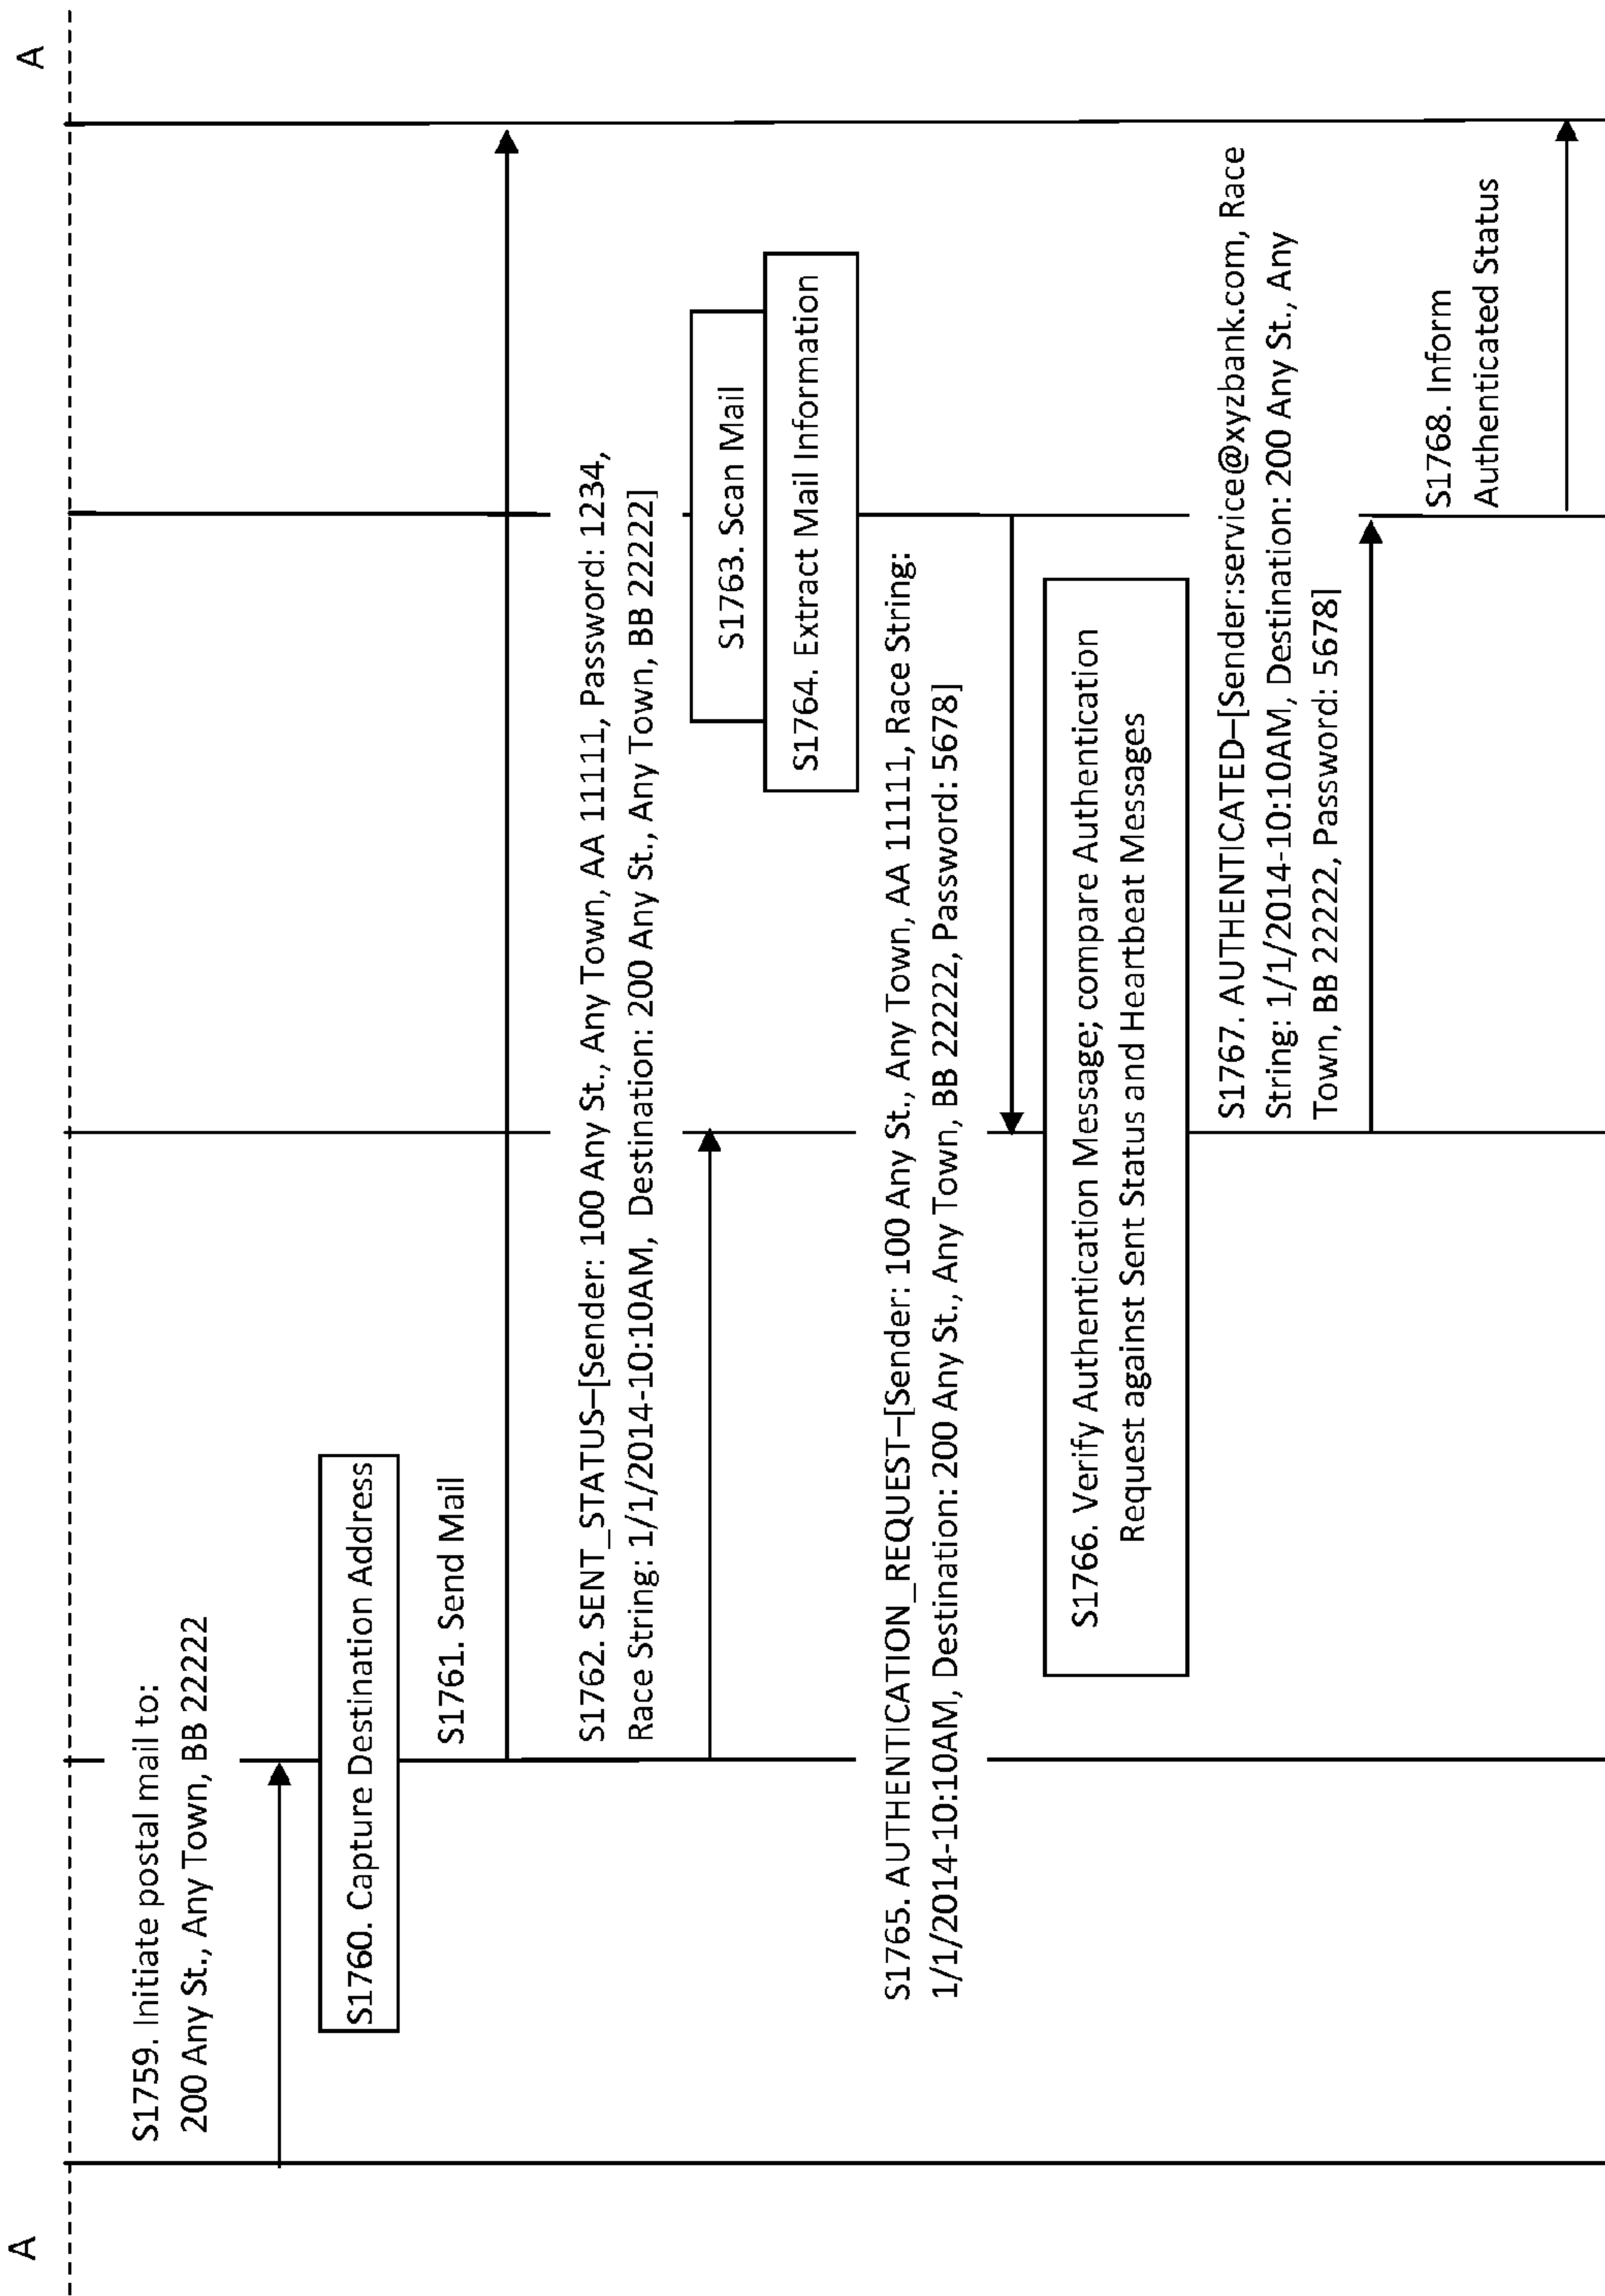 A
A
S1759. Initiate postal mail to:
200 Any St., Any Town, BB 22222
S1760. Capture Destination Address
S1761. Send Mail
S1762. SENT_STATUS–[Sender: 100 Any St., Any Town, AA 11111, Password: 1234,
Race String: 1/1/2014-10:10AM, Destination: 200 Any St., Any Town, BB 22222]
S1763. Scan Mail
S1764. Extract Mail Information
S1765. AUTHENTICATION_REQUEST–[Sender: 100 Any St., Any Town, AA 11111, Race String:
1/1/2014-10:10AM, Destination: 200 Any St., Any Town, BB 22222, Password: 5678]
S1766. Verify Authentication Message; compare Authentication
Request against Sent Status and Heartbeat Messages
S1767. AUTHENTICATED–[Sender:service@xyzbank.com, Race
String: 1/1/2014-10:10AM, Destination: 200 Any St., Any
Town, BB 22222, Password: 5678]
S1768. Inform
Authenticated Status